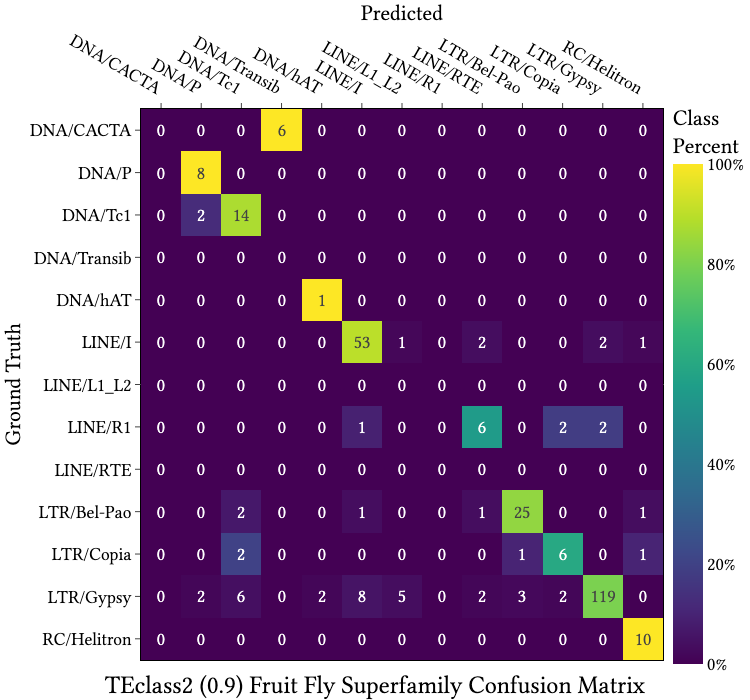 Predicted
DNA/CACTA
DNA/P
DNA/Tc1
DNA/Transib
DNA/hAT
LINE/I
LINE/L1_L2
LINE/R1
LINE/RTE
LTR/Bel-Pao
LTR/Copia
LTR/Gypsy
RC/Helitron
Ground Truth
DNA/CACTA 0 0 0 6 0 0 0 0 0 0 0 0 0
DNA/P 0 8 0 0 0 0 0 0 0 0 0 0 0
DNA/Tc1 0 2 14 0 0 0 0 0 0 0 0 0 0
DNA/Transib 0 0 0 0 0 0 0 0 0 0 0 0 0
DNA/hAT 0 0 0 0 1 0 0 0 0 0 0 0 0
LINE/I 0 0 0 0 0 53 1 0 2 0 0 2 1
LINE/L1_L2 0 0 0 0 0 0 0 0 0 0 0 0 0
LINE/R1 0 0 0 0 0 1 0 0 6 0 2 2 0
LINE/RTE 0 0 0 0 0 0 0 0 0 0 0 0 0
LTR/Bel-Pao 0 0 2 0 0 1 0 0 1 25 0 0 1
LTR/Copia 0 0 2 0 0 0 0 0 0 1 6 0 1
LTR/Gypsy 0 2 6 0 2 8 5 0 2 3 2 119 0
RC/Helitron 0 0 0 0 0 0 0 0 0 0 0 0 10
Class
Percent
100%
80%
60%
40%
20%
0%
TEclass2 (0.9) Fruit Fly Superfamily Confusion Matrix